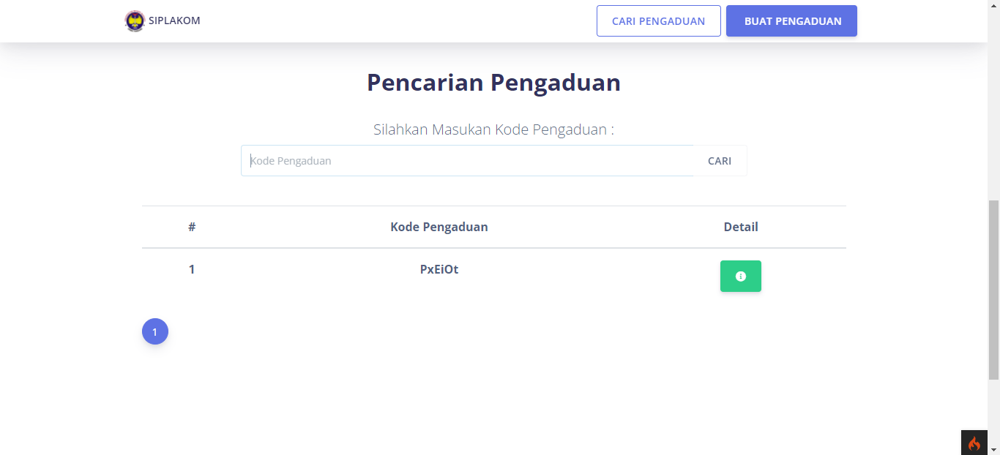 SIPLAKOM
CARI PENGADUAN
BUAT PENGADUAN
Pencarian Pengaduan
Silahkan Masukan Kode Pengaduan :
Kode Pengaduan
CARI
# Kode Pengaduan Detail
1 PxEiOt
1